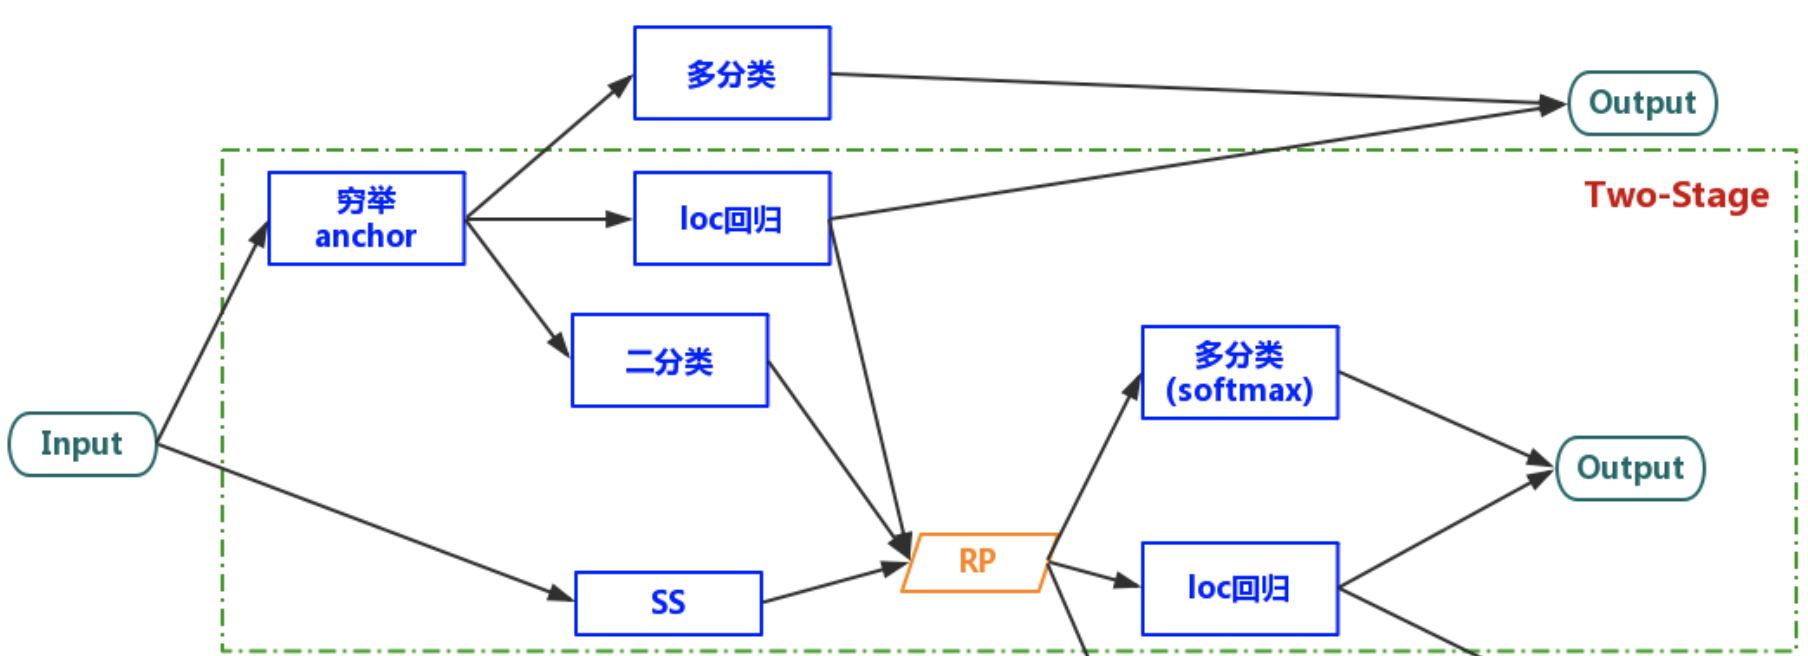 多分类
Output
穷举
anchor
loc回归
Two-Stage
二分类
多分类
(softmax)
Input
Output
SS
RP
loc回归